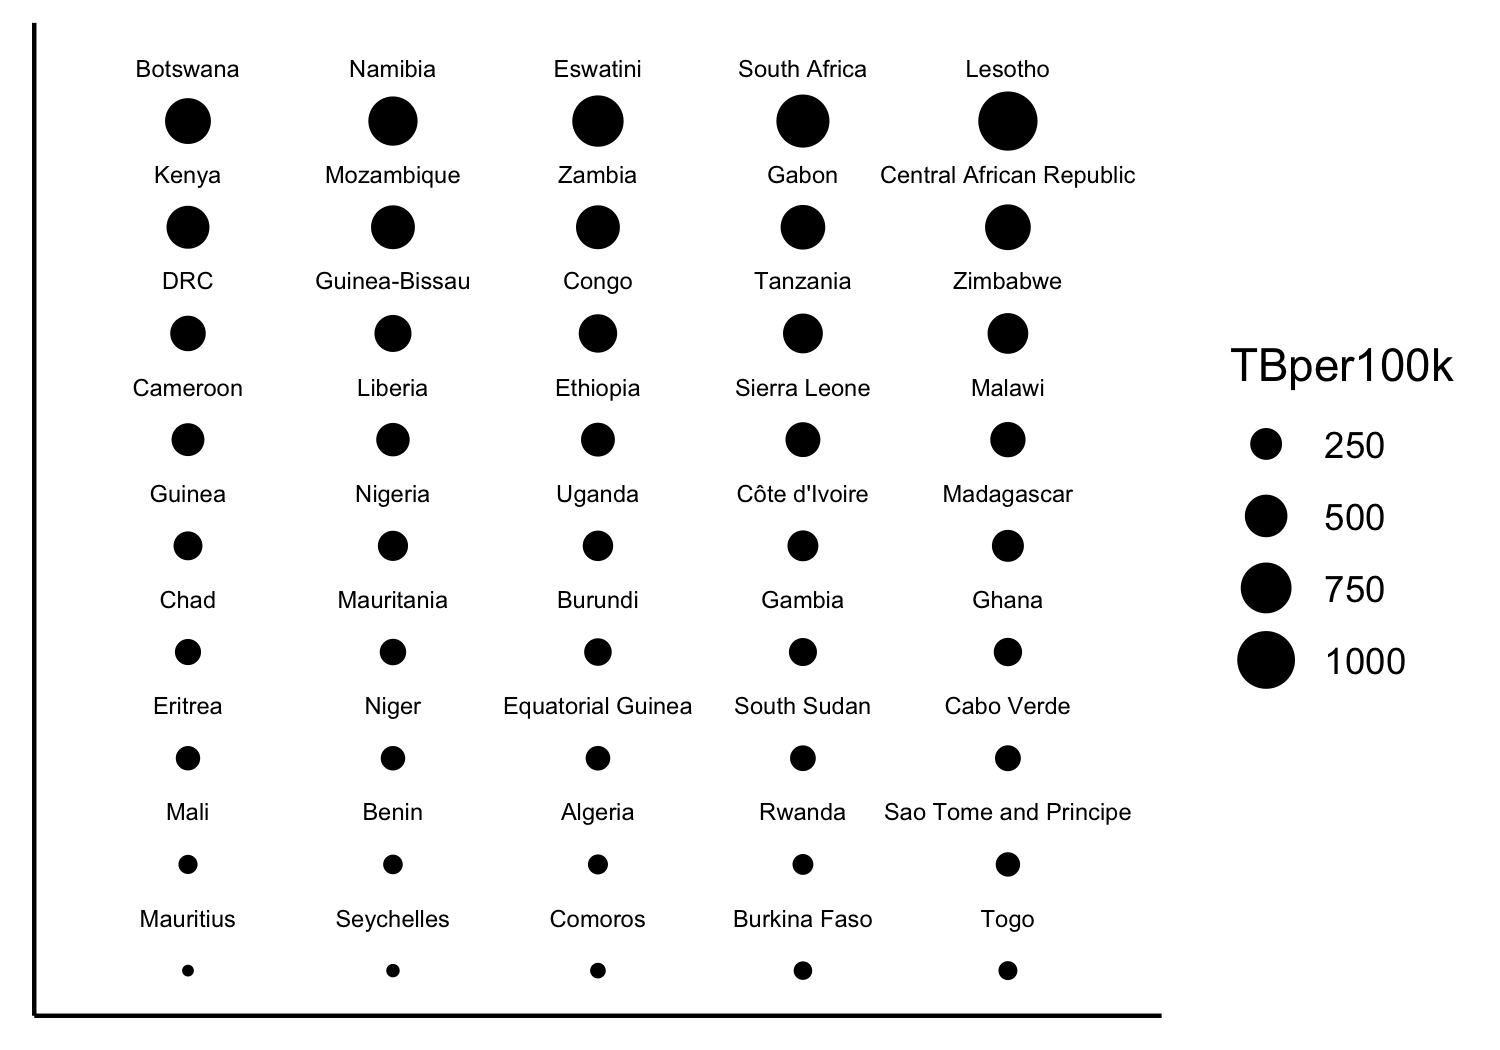 Botswana Namibia Eswatini South Africa Lesotho
Kenya Mozambique Zambia Gabon Central African Republic
DRC Guinea-Bissau Congo Tanzania Zimbabwe
Cameroon Liberia Ethiopia Sierra Leone Malawi
Guinea Nigeria Uganda Côte d'Ivoire Madagascar
Chad Mauritania Burundi Gambia Ghana
Eritrea Niger Equatorial Guinea South Sudan Cabo Verde
Mali Benin Algeria Rwanda Sao Tome and Principe
Mauritius Seychelles Comoros Burkina Faso Togo
TBper100k
250
500
750
1000